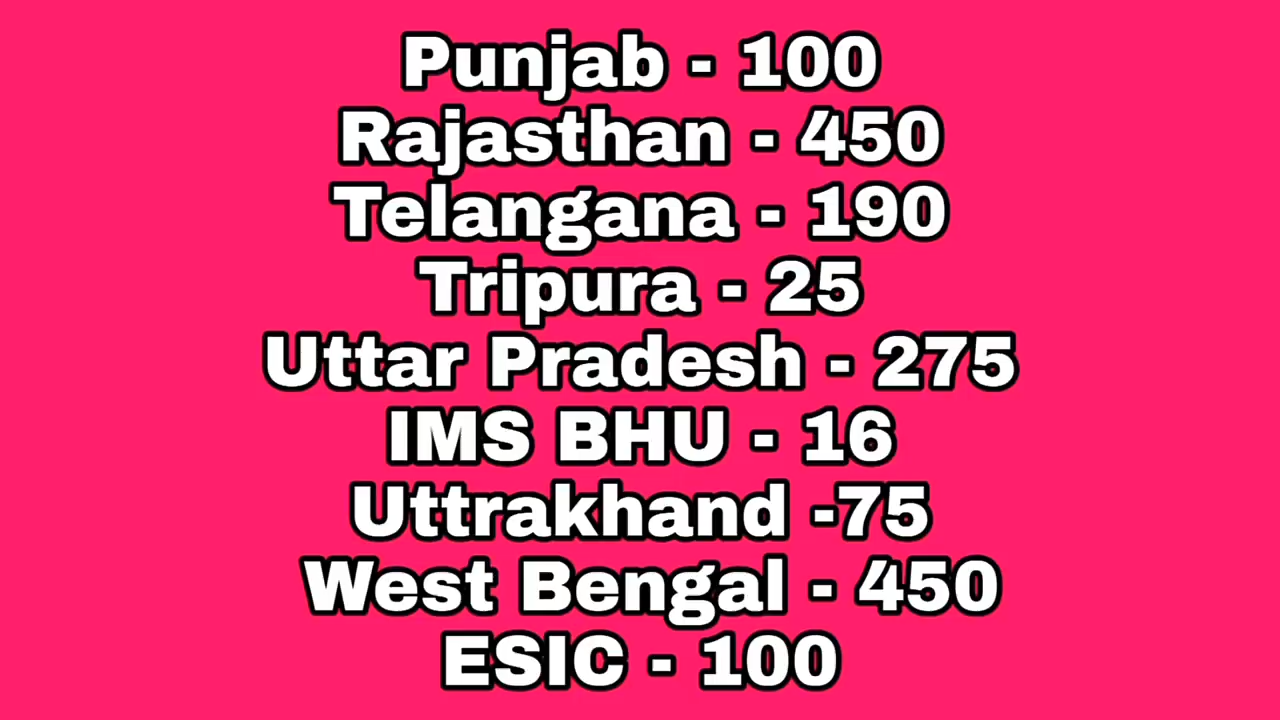 Punjab - 100
Rajasthan - 450
Telangana - 190
Tripura - 25
Uttar Pradesh - 275
IMS BHU - 16
Uttrakhand -75
West Bengal - 450
ESIC - 100